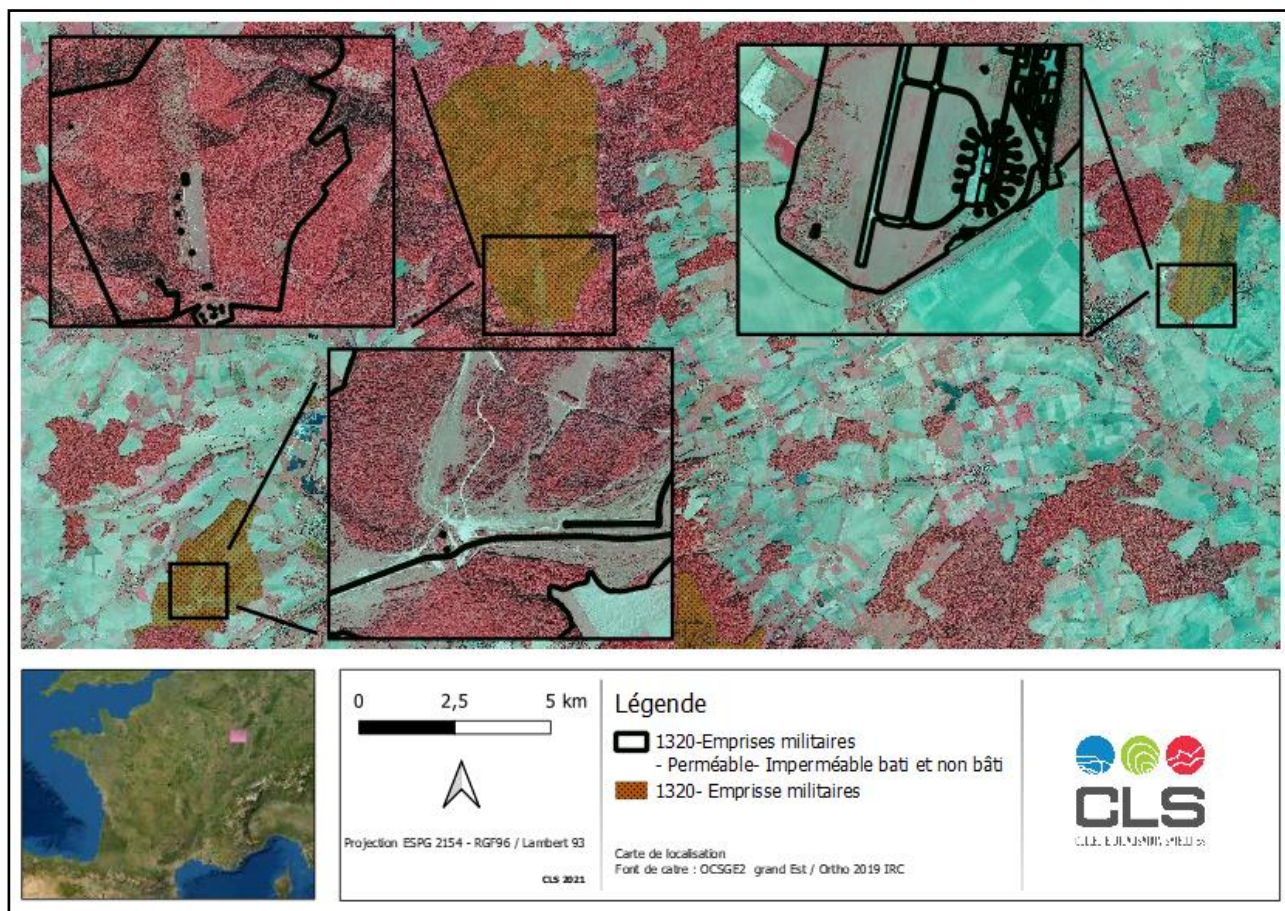 0 2,5 5 km
Projection ESPG 2154 - RGF96 / Lambert 93
CLS 2021
Légende
1320-Emprises militaires
- Perméable- Imperméable bati et non bâti
1320- Emprisse militaires
Carte de localisation
Font de catre : OCSGE2 grand Est / Ortho 2019 IRC
CLS